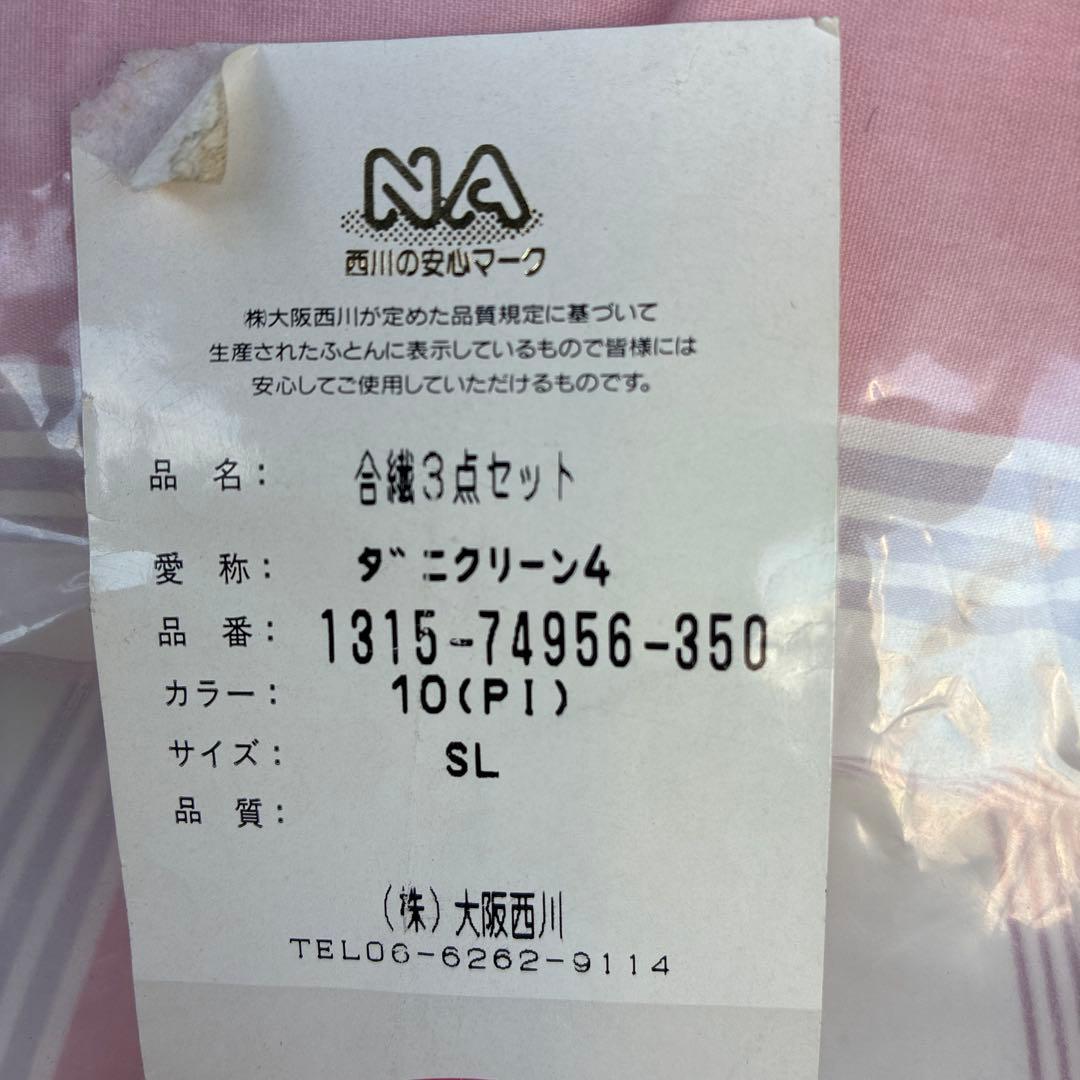 NA
西川の安心マーク
㈱大阪西川が定めた品質規定に基づいて
生産されたふとんに表示しているもので皆様には
安心してご使用していただけるものです。
品 名： 合繊3点セット
愛 称： ダニクリーン4
品 番： 1315-74956-350
カラー： 10(PI)
サイズ： SL
品 質：
(株)大阪西川
TEL06-6262-9114